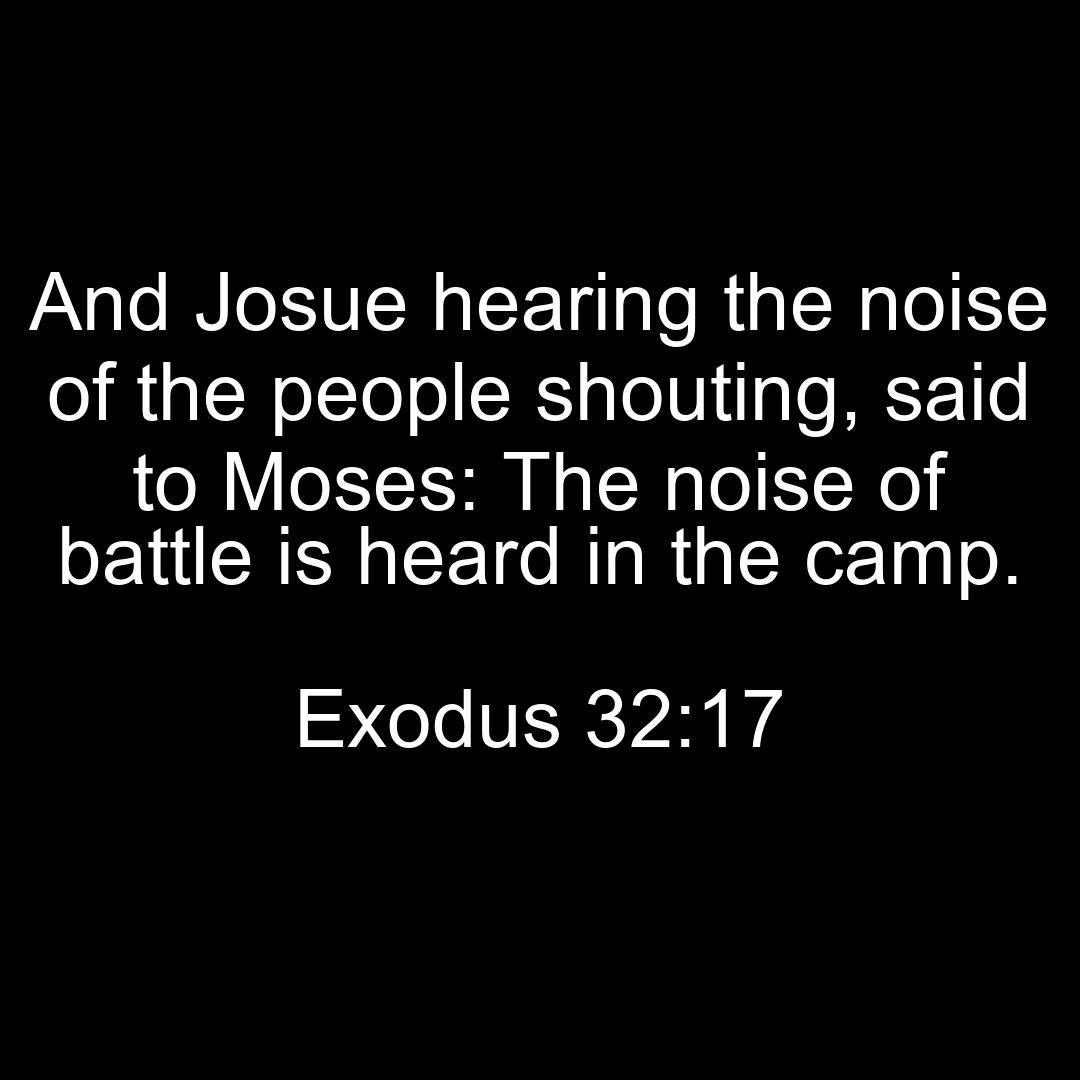 And Josue hearing the noise
of the people shouting, said
to Moses: The noise of
battle is heard in the camp.
Exodus 32:17